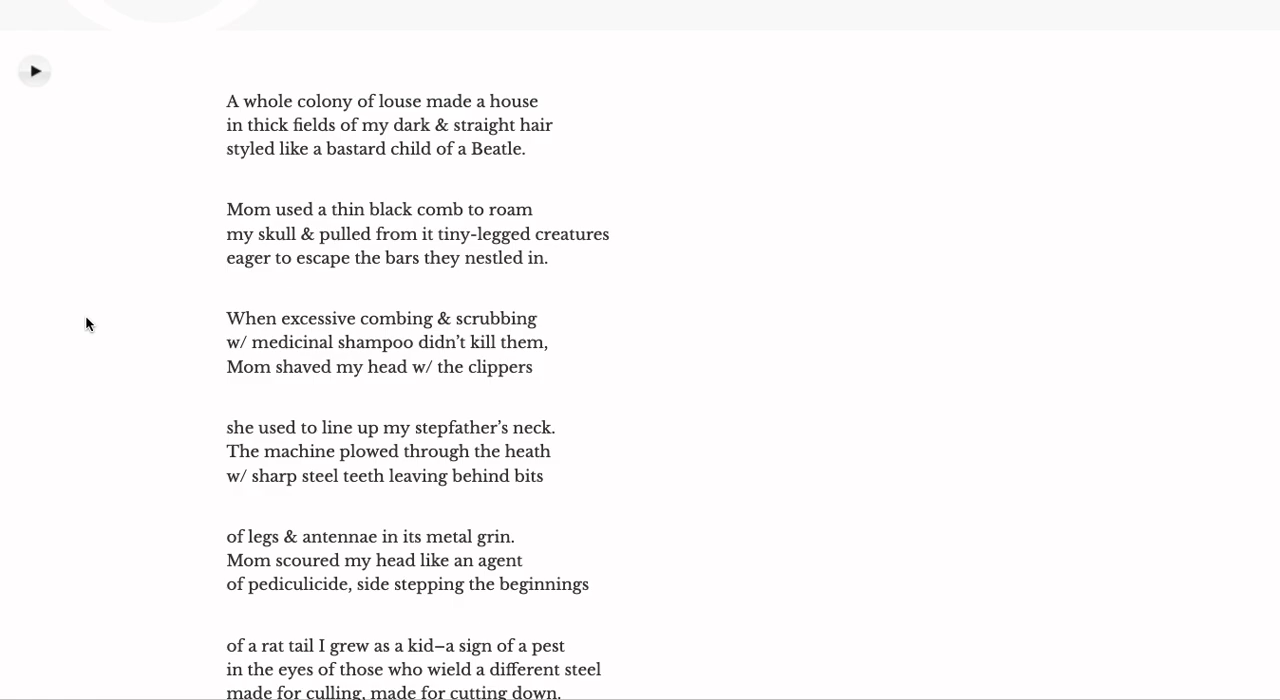 A whole colony of louse made a house
in thick fields of my dark & straight hair
styled like a bastard child of a Beatle.
Mom used a thin black comb to roam
my skull & pulled from it tiny-legged creatures
eager to escape the bars they nestled in.
When excessive combing & scrubbing
w/ medicinal shampoo didn’t kill them,
Mom shaved my head w/ the clippers
she used to line up my stepfather’s neck.
The machine plowed through the heath
w/ sharp steel teeth leaving behind bits
of legs & antennae in its metal grin.
Mom scoured my head like an agent
of pediculicide, side stepping the beginnings
of a rat tail I grew as a kid–a sign of a pest
in the eyes of those who wield a different steel
made for culling, made for cutting down.